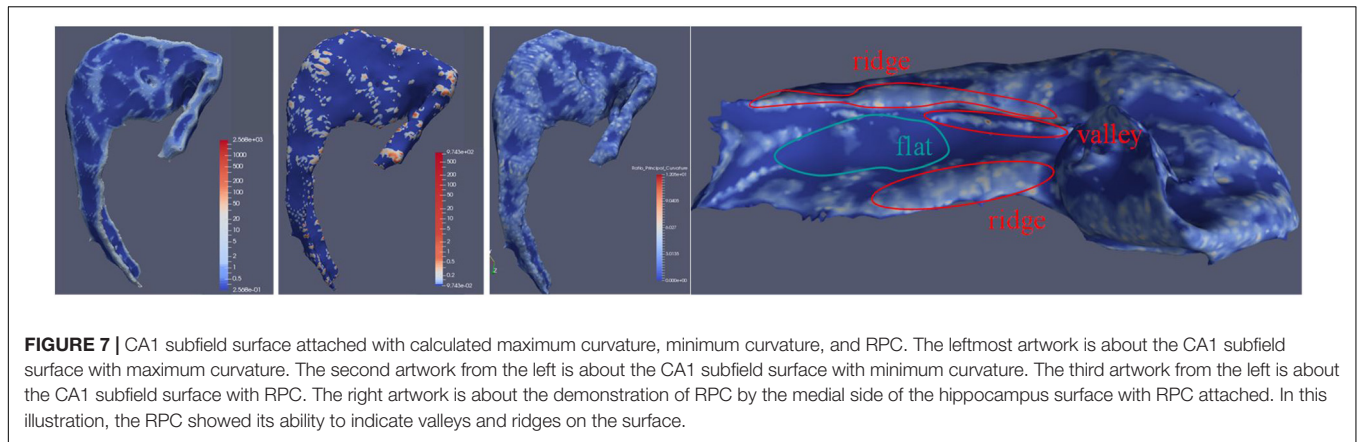 ridge
valley
flat
ridge
2.568e+03
1000
500
200
100
50
20
10
5
2
1
0.5
2.568e-01
9.743e+02
500
200
100
50
20
10
5
2
1
0.5
0.2
9.743e-02
Ratio_Principal_Curvature
FIGURE 7 | CA1 subfield surface attached with calculated maximum curvature, minimum curvature, and RPC. The leftmost artwork is about the CA1 subfield
surface with maximum curvature. The second artwork from the left is about the CA1 subfield surface with minimum curvature. The third artwork from the left is about
the CA1 subfield surface with RPC. The right artwork is about the demonstration of RPC by the medial side of the hippocampus surface with RPC attached. In this
illustration, the RPC showed its ability to indicate valleys and ridges on the surface.